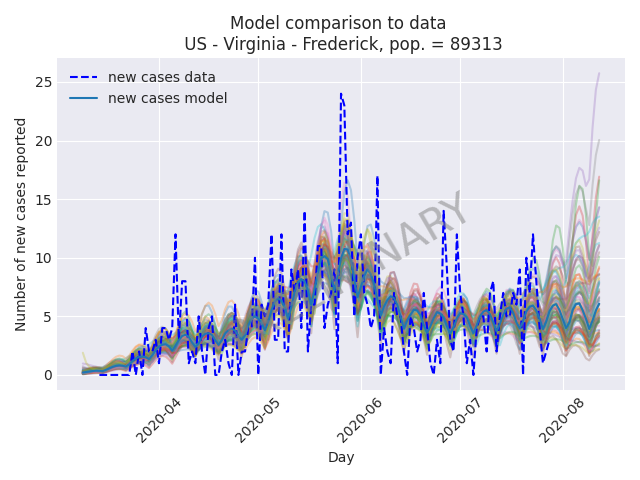 Model comparison to data
US - Virginia - Frederick, pop. = 89313
new cases data
new cases model
Number of new cases reported
25
20
15
10
5
0
2020-04
2020-05
2020-06
2020-07
2020-08
Day